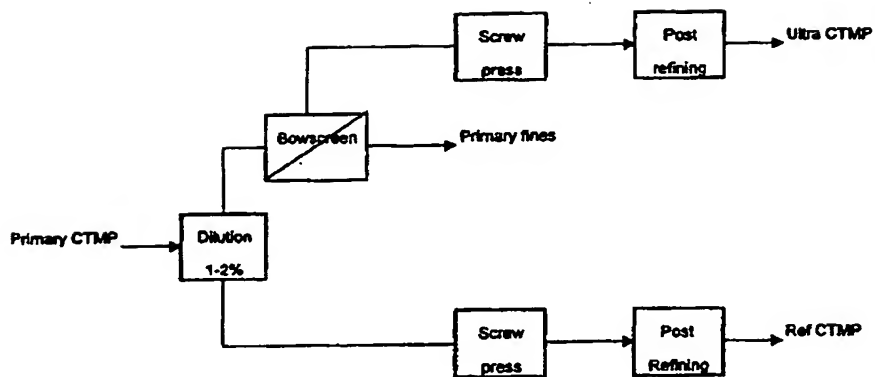 Screw
press
Post
refining
Ultra CTMP
Bowscreen
Primary fines
Primary CTMP
Dilution
1-2%
Screw
press
Post
Refining
Ref CTMP